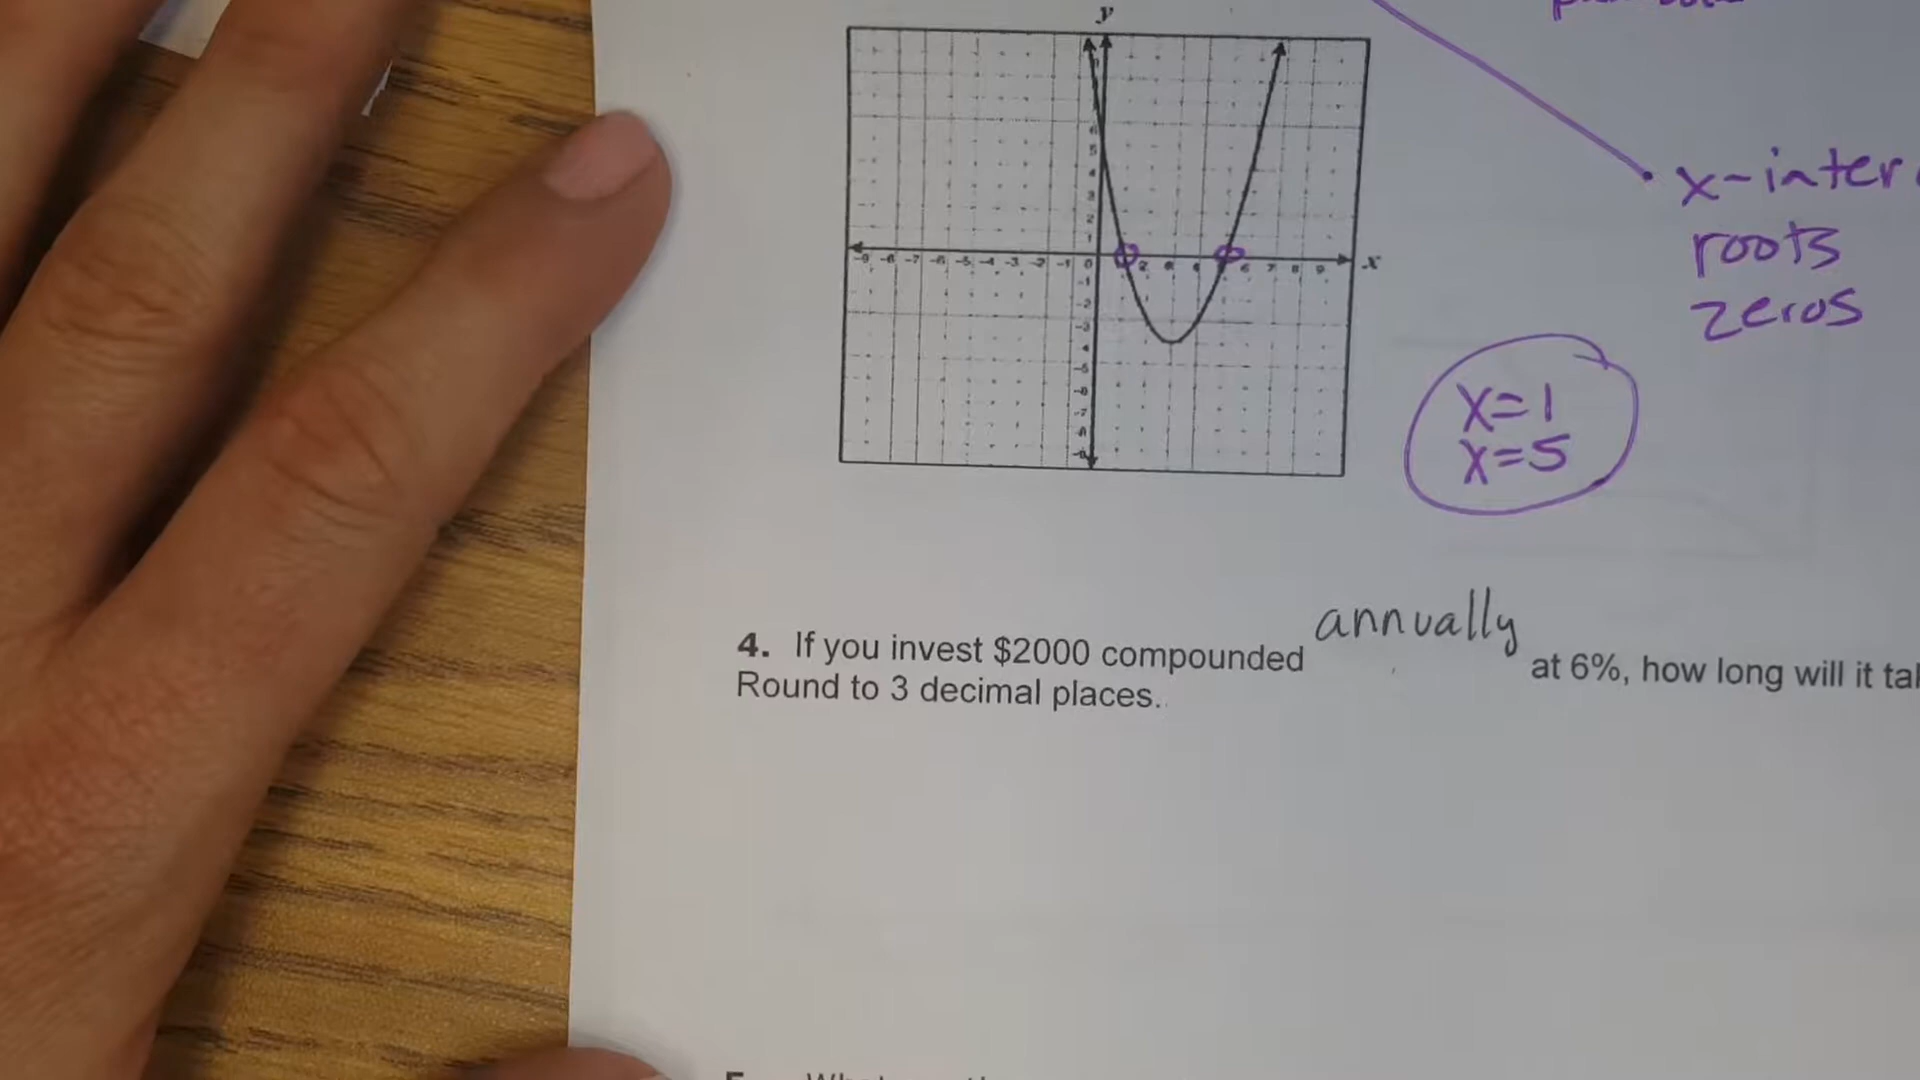 y
x
x-inter
roots
zeros
x=1
x=5
annually
4. If you invest $2000 compounded at 6%, how long will it
Round to 3 decimal places.